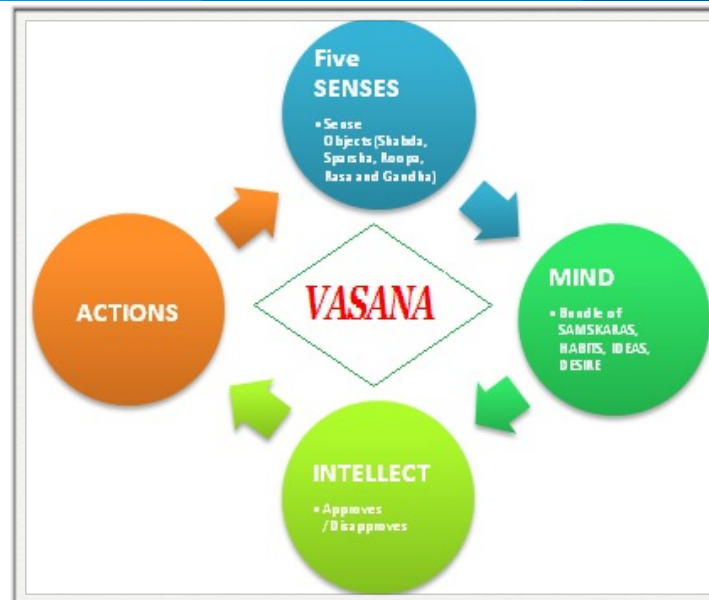 Five
SENSES
• Sense
Objects(Shabda,
Sparsha, Roopa,
Rasa and Gandha)
MIND
• Bundle of
SAMSKARAS,
HABITS, IDEAS,
DESIRE
INTELLECT
• Approves
/Disapproves
ACTIONS
VASANA